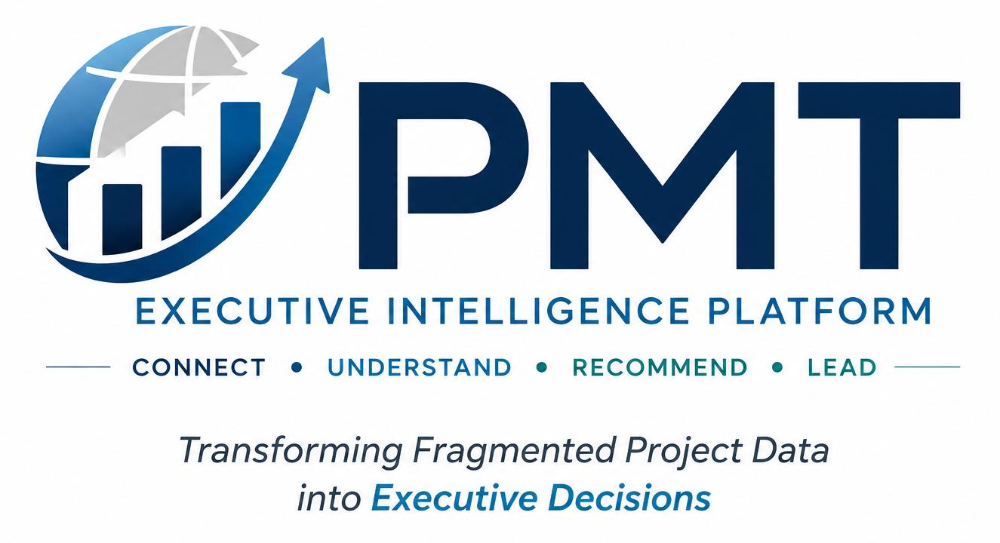 PMT
EXECUTIVE INTELLIGENCE PLATFORM
CONNECT • UNDERSTAND • RECOMMEND • LEAD
Transforming Fragmented Project Data
into Executive Decisions